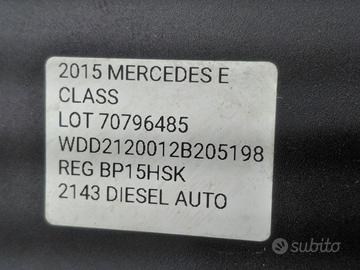 2015 MERCEDES E
CLASS
LOT 70796485
WDD2120012B205198
REG BP15HSK
2143 DIESEL AUTO
subito